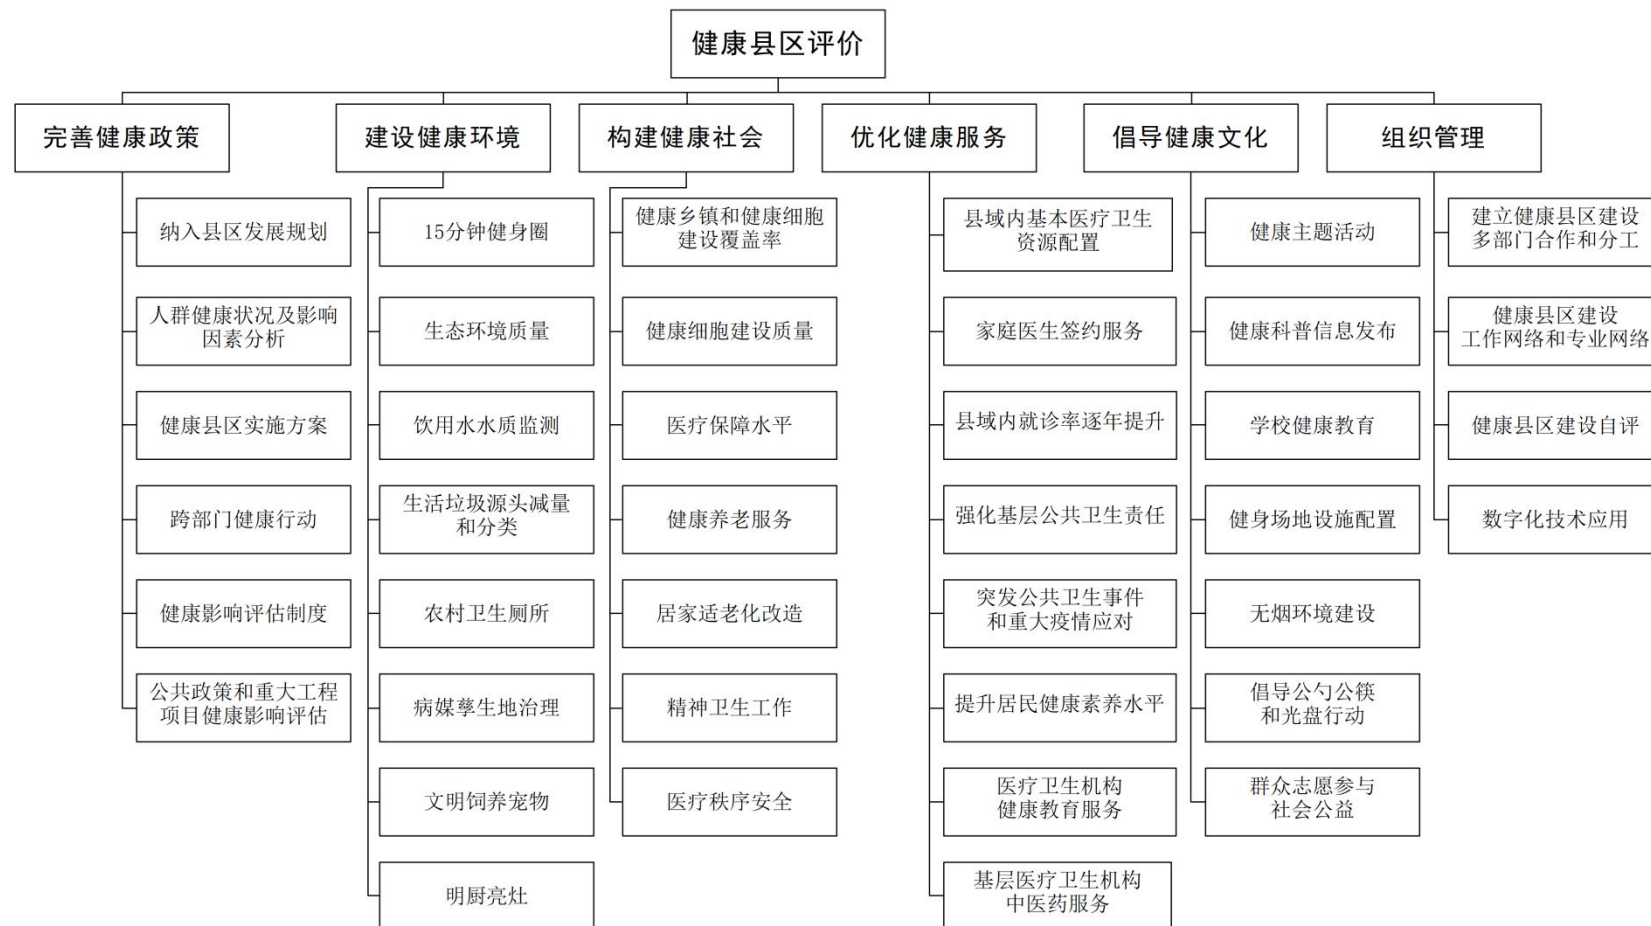 健康县区评价
完善健康政策
建设健康环境
构建健康社会
优化健康服务
倡导健康文化
组织管理
纳入县区发展规划
人群健康状况及影响
因素分析
健康县区实施方案
跨部门健康行动
健康影响评估制度
公共政策和重大工程
项目健康影响评估
15分钟健身圈
生态环境质量
饮用水水质监测
生活垃圾源头减量
和分类
农村卫生厕所
病媒孳生地治理
文明饲养宠物
明厨亮灶
健康乡镇和健康细胞
建设覆盖率
健康细胞建设质量
医疗保障水平
健康养老服务
居家适老化改造
精神卫生工作
医疗秩序安全
县域内基本医疗卫生
资源配置
家庭医生签约服务
县域内就诊率逐年提升
强化基层公共卫生责任
突发公共卫生事件
和重大疫情应对
提升居民健康素养水平
医疗卫生机构
健康教育服务
基层医疗卫生机构
中医药服务
健康主题活动
健康科普信息发布
学校健康教育
健身场地设施配置
无烟环境建设
倡导公勺公筷
和光盘行动
群众志愿参与
社会公益
建立健康县区建设
多部门合作和分工
健康县区建设
工作网络和专业网络
健康县区建设自评
数字化技术应用